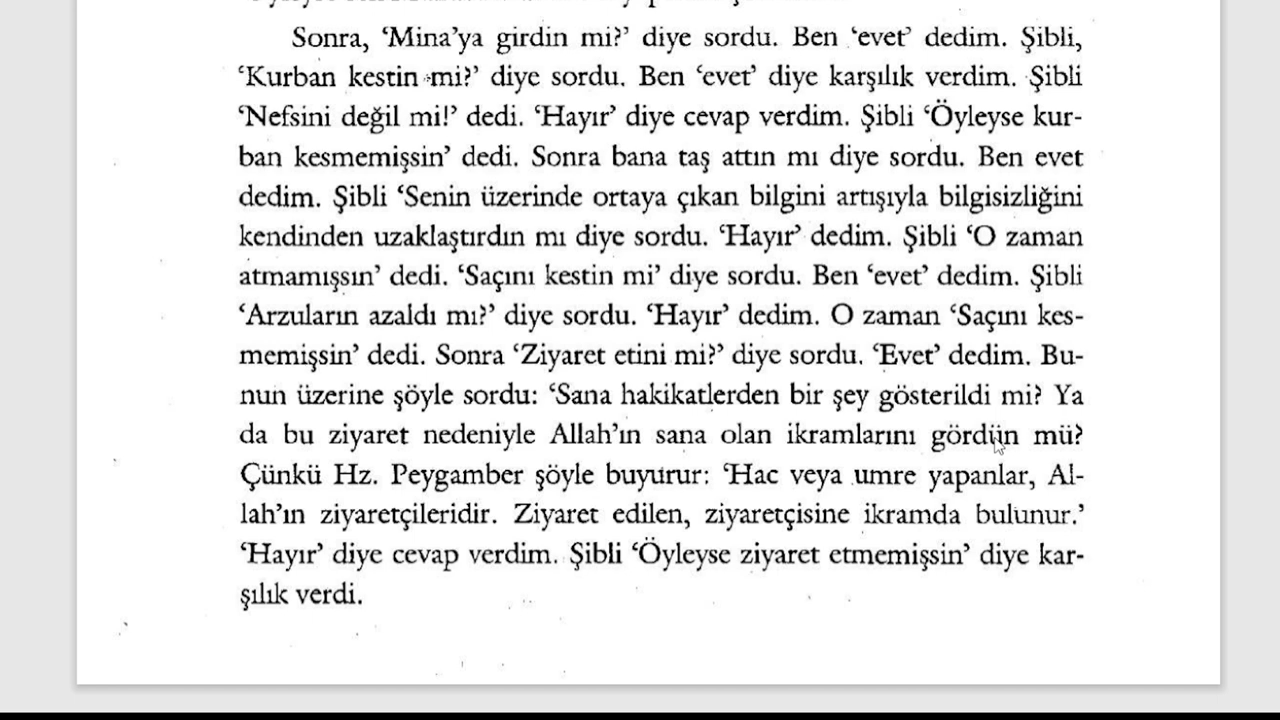 Sonra, ‘Mina’ya girdin mi?’ diye sordu. Ben ‘evet’ dedim. Şibli,
‘Kurban kestin mi?’ diye sordu. Ben ‘evet’ diye karşılık verdim. Şibli
‘Nefsini değil mi!’ dedi. ‘Hayır’ diye cevap verdim. Şibli ‘Öyleyse kur-
ban kesmemişsin’ dedi. Sonra bana taş attın mı diye sordu. Ben evet
dedim. Şibli ‘Senin üzerinde ortaya çıkan bilgini artışıyla bilgisizliğini
kendinden uzaklaştırdın mı diye sordu. ‘Hayır’ dedim. Şibli ‘O zaman
atmamışsın’ dedi. ‘Saçını kestin mi’ diye sordu. Ben ‘evet’ dedim. Şibli
‘Arzuların azaldı mı?’ diye sordu. ‘Hayır’ dedim. O zaman ‘Saçını kes-
memişsin’ dedi. Sonra ‘Ziyaret etini mi?’ diye sordu. ‘Evet’ dedim. Bu-
nun üzerine şöyle sordu: ‘Sana hakikatlerden bir şey gösterildi mi? Ya
da bu ziyaret nedeniyle Allah’ın sana olan ikramlarını gördün mü?
Çünkü Hz. Peygamber şöyle buyurur: ‘Hac veya umre yapanlar, Al-
lah’ın ziyaretçileridir. Ziyaret edilen, ziyaretçisine ikramda bulunur.’
‘Hayır’ diye cevap verdim. Şibli ‘Öyleyse ziyaret etmemişsin’ diye kar-
şılık verdi.